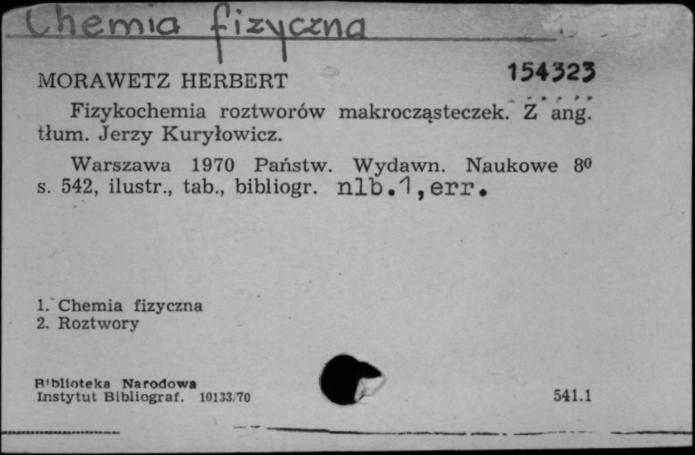 Chemia fizyczna
154323
MORAWETZ HERBERT
Fizykochemia roztworów makrocząsteczek. Z ang.
tłum. Jerzy Kuryłowicz.
Warszawa 1970 Państw. Wydawn. Naukowe 8⁰
s. 542, ilustr., tab., bibliogr. nlb.1,err.
1. Chemia fizyczna
2. Roztwory
Biblioteka Narodowa
Instytut Bibliograf. 10133/70
541.1